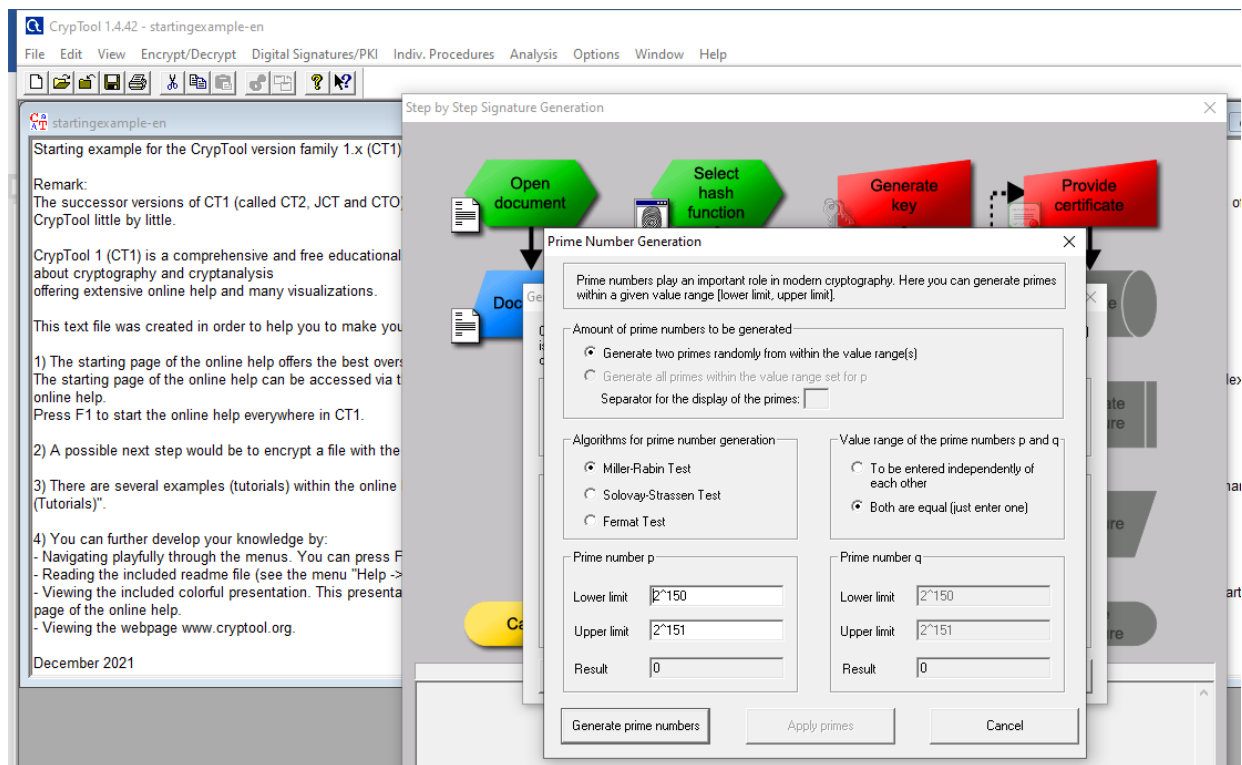 CrypTool 1.4.42 - startingexample-en
File Edit View Encrypt/Decrypt Digital Signatures/PKI Indiv. Procedures Analysis Options Window Help
startingexample-en
Starting example for the CrypTool version family 1.x (CT1)
Remark:
The successor versions of CT1 (called CT2, JCT and CTO)
CrypTool little by little.
CrypTool 1 (CT1) is a comprehensive and free educational
about cryptography and cryptanalysis
offering extensive online help and many visualizations.
This text file was created in order to help you to make you
1) The starting page of the online help offers the best overs
The starting page of the online help can be accessed via t
online help.
Press F1 to start the online help everywhere in CT1.
2) A possible next step would be to encrypt a file with the
3) There are several examples (tutorials) within the online
(Tutorials)".
4) You can further develop your knowledge by:
- Navigating playfully through the menus. You can press F
- Reading the included readme file (see the menu "Help ->
- Viewing the included colorful presentation. This presenta
page of the online help.
- Viewing the webpage www.cryptool.org.
December 2021
Step by Step Signature Generation
Open
document
Select
hash
function
Generate
key
Provide
certificate
Doc
Ge
Ca
Prime Number Generation
Prime numbers play an important role in modern cryptography. Here you can generate primes
within a given value range [lower limit, upper limit].
Amount of prime numbers to be generated
Generate two primes randomly from within the value range(s)
Generate all primes within the value range set for p
Separator for the display of the primes:
Algorithms for prime number generation
Miller-Rabin Test
Solovay-Strassen Test
Fermat Test
Value range of the prime numbers p and q
To be entered independently of
each other
Both are equal (just enter one)
Prime number p
Lower limit 2^150
Upper limit 2^151
Result 0
Prime number q
Lower limit 2^150
Upper limit 2^151
Result 0
Generate prime numbers
Apply primes
Cancel